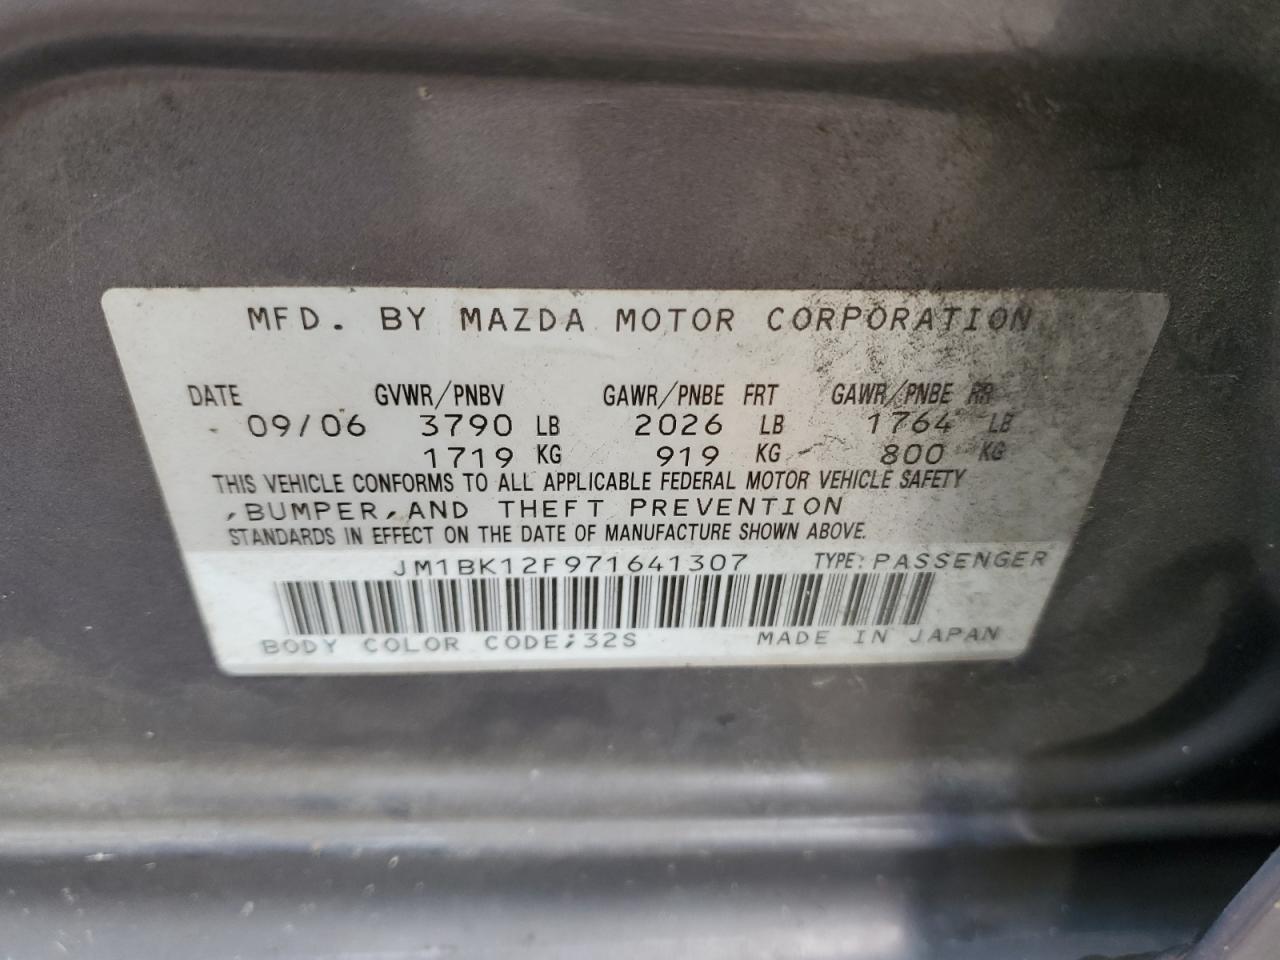 MFD. BY MAZDA MOTOR CORPORATION
DATE GVWR/PNBV GAWR/PNBE FRT GAWR/PNBE RR
09/06 3790 LB 2026 LB 1764 LB
1719 KG 919 KG 800 KG
THIS VEHICLE CONFORMS TO ALL APPLICABLE FEDERAL MOTOR VEHICLE SAFETY
,BUMPER,AND THEFT PREVENTION
STANDARDS IN EFFECT ON THE DATE OF MANUFACTURE SHOWN ABOVE.
JM1BK12F971641307 TYPE: PASSENGER
BODY COLOR CODE;32S MADE IN JAPAN